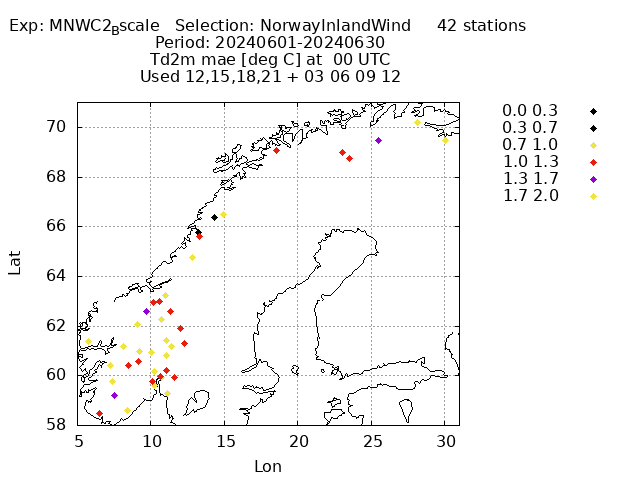 Exp: MNWC2_Bscale   Selection: NorwayInlandWind     42 stations
Period: 20240601-20240630
Td2m mae [deg C] at  00 UTC
Used 12,15,18,21 + 03 06 09 12
0.0 0.3
0.3 0.7
0.7 1.0
1.0 1.3
1.3 1.7
1.7 2.0
Lat
70
68
66
64
62
60
58
5 10 15 20 25 30
Lon